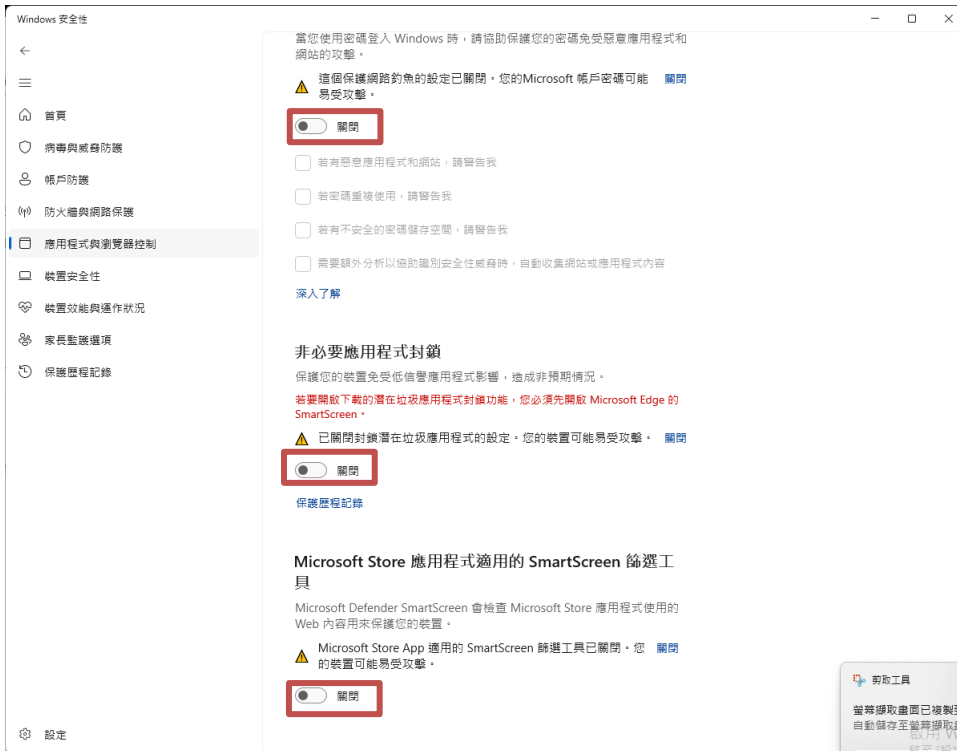 Windows 安全性
首頁
病毒與威脅防護
帳戶防護
防火牆與網路保護
應用程式與瀏覽器控制
裝置安全性
裝置效能與運作狀況
家長監護選項
保護歷程記錄
設定
當您使用密碼登入 Windows 時，請協助保護您的密碼免受惡意應用程式和
網站的攻擊。
這個保護網路釣魚的設定已關閉。您的Microsoft 帳戶密碼可能 關閉
易受攻擊。
關閉
若有惡意應用程式和網站，請警告我
若密碼重複使用，請警告我
若有不安全的密碼儲存空間，請警告我
需要額外分析以協助識別安全性威脅時，自動收集網站或應用程式內容
深入了解
非必要應用程式封鎖
保護您的裝置免受低信譽應用程式影響，造成非預期情況。
若要開啟下載的潛在垃圾應用程式封鎖功能，您必須先開啟 Microsoft Edge 的
SmartScreen。
已關閉封鎖潛在垃圾應用程式的設定。您的裝置可能易受攻擊。 關閉
關閉
保護歷程記錄
Microsoft Store 應用程式適用的 SmartScreen 篩選工
具
Microsoft Defender SmartScreen 會檢查 Microsoft Store 應用程式使用的
Web 內容用來保護您的裝置。
Microsoft Store App 適用的 SmartScreen 篩選工具已關閉。您 關閉
的裝置可能易受攻擊。
關閉
剪取工具
螢幕擷取畫面已複製
自動儲存至螢幕擷取
啟用 W